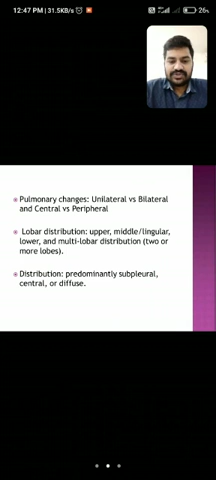 12:47 PM | 31.5KB/s
26%
Pulmonary changes: Unilateral vs Bilateral
and Central vs Peripheral
Lobar distribution: upper, middle/lingular,
lower, and multi-lobar distribution (two or
more lobes).
Distribution: predominantly subpleural,
central, or diffuse.